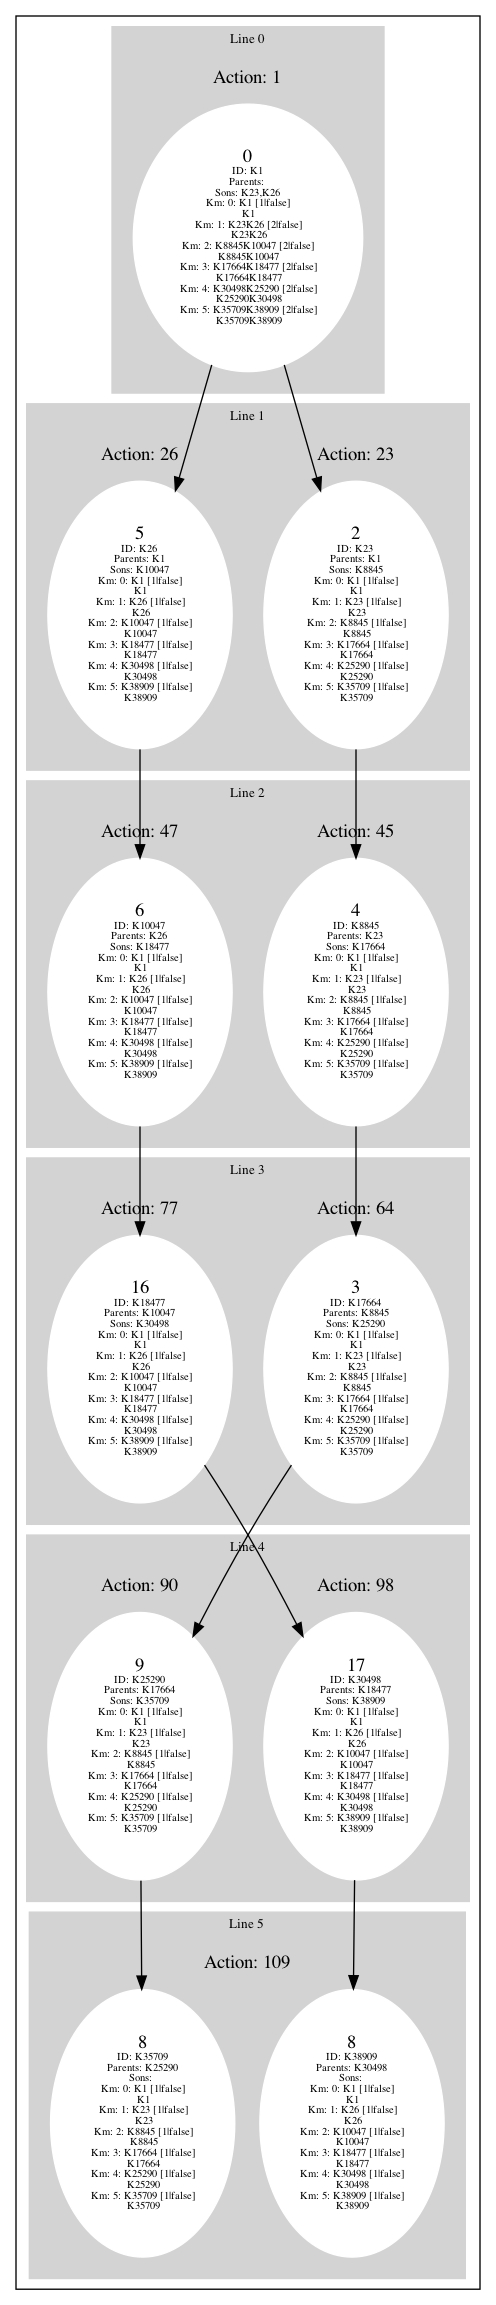 Line 0
Action: 1
0
ID: K1
Parents:
Sons: K23,K26
Km: 0: K1 [1|false]
K1
Km: 1: K23K26 [2|false]
K23K26
Km: 2: K8845K10047 [2|false]
K8845K10047
Km: 3: K17664K18477 [2|false]
K17664K18477
Km: 4: K30498K25290 [2|false]
K25290K30498
Km: 5: K35709K38909 [2|false]
K35709K38909
Line 1
Action: 26
5
ID: K26
Parents: K1
Sons: K10047
Km: 0: K1 [1|false]
K1
Km: 1: K26 [1|false]
K26
Km: 2: K10047 [1|false]
K10047
Km: 3: K18477 [1|false]
K18477
Km: 4: K30498 [1|false]
K30498
Km: 5: K38909 [1|false]
K38909
Action: 23
2
ID: K23
Parents: K1
Sons: K8845
Km: 0: K1 [1|false]
K1
Km: 1: K23 [1|false]
K23
Km: 2: K8845 [1|false]
K8845
Km: 3: K17664 [1|false]
K17664
Km: 4: K25290 [1|false]
K25290
Km: 5: K35709 [1|false]
K35709
Line 2
Action: 47
6
ID: K10047
Parents: K26
Sons: K18477
Km: 0: K1 [1|false]
K1
Km: 1: K26 [1|false]
K26
Km: 2: K10047 [1|false]
K10047
Km: 3: K18477 [1|false]
K18477
Km: 4: K30498 [1|false]
K30498
Km: 5: K38909 [1|false]
K38909
Action: 45
4
ID: K8845
Parents: K23
Sons: K17664
Km: 0: K1 [1|false]
K1
Km: 1: K23 [1|false]
K23
Km: 2: K8845 [1|false]
K8845
Km: 3: K17664 [1|false]
K17664
Km: 4: K25290 [1|false]
K25290
Km: 5: K35709 [1|false]
K35709
Line 3
Action: 77
16
ID: K18477
Parents: K10047
Sons: K30498
Km: 0: K1 [1|false]
K1
Km: 1: K26 [1|false]
K26
Km: 2: K10047 [1|false]
K10047
Km: 3: K18477 [1|false]
K18477
Km: 4: K30498 [1|false]
K30498
Km: 5: K38909 [1|false]
K38909
Action: 64
3
ID: K17664
Parents: K8845
Sons: K25290
Km: 0: K1 [1|false]
K1
Km: 1: K23 [1|false]
K23
Km: 2: K8845 [1|false]
K8845
Km: 3: K17664 [1|false]
K17664
Km: 4: K25290 [1|false]
K25290
Km: 5: K35709 [1|false]
K35709
Line 4
Action: 90
9
ID: K25290
Parents: K17664
Sons: K35709
Km: 0: K1 [1|false]
K1
Km: 1: K23 [1|false]
K23
Km: 2: K8845 [1|false]
K8845
Km: 3: K17664 [1|false]
K17664
Km: 4: K25290 [1|false]
K25290
Km: 5: K35709 [1|false]
K35709
Action: 98
17
ID: K30498
Parents: K18477
Sons: K38909
Km: 0: K1 [1|false]
K1
Km: 1: K26 [1|false]
K26
Km: 2: K10047 [1|false]
K10047
Km: 3: K18477 [1|false]
K18477
Km: 4: K30498 [1|false]
K30498
Km: 5: K38909 [1|false]
K38909
Line 5
Action: 109
8
ID: K35709
Parents: K25290
Sons:
Km: 0: K1 [1|false]
K1
Km: 1: K23 [1|false]
K23
Km: 2: K8845 [1|false]
K8845
Km: 3: K17664 [1|false]
K17664
Km: 4: K25290 [1|false]
K25290
Km: 5: K35709 [1|false]
K35709
8
ID: K38909
Parents: K30498
Sons:
Km: 0: K1 [1|false]
K1
Km: 1: K26 [1|false]
K26
Km: 2: K10047 [1|false]
K10047
Km: 3: K18477 [1|false]
K18477
Km: 4: K30498 [1|false]
K30498
Km: 5: K38909 [1|false]
K38909